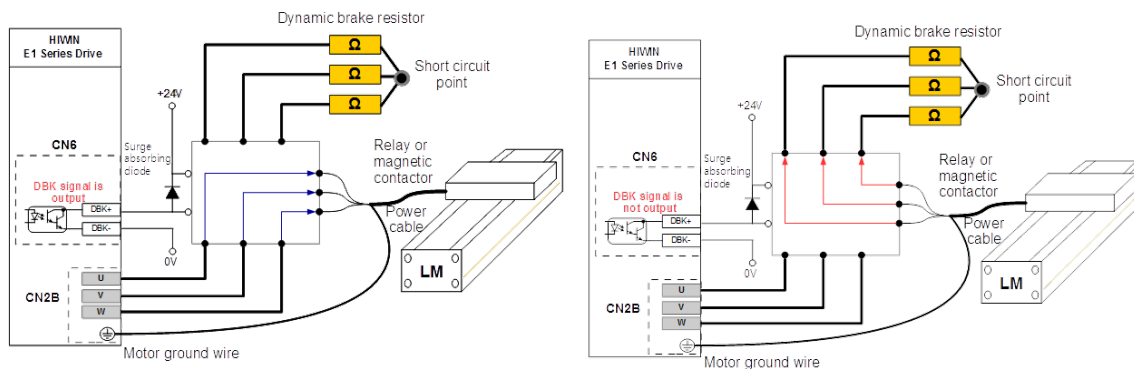 HIWIN
E1 Series Drive
Dynamic brake resistor
Ω
Ω
Ω
Short circuit
point
+24V
CN6
Surge
absorbing
diode
Relay or
magnetic
contactor
DBK signal is
output
DBK+
DBK-
Power
cable
0V
LM
CN2B
U
V
W
Motor ground wire
HIWIN
E1 Series Drive
Dynamic brake resistor
Ω
Ω
Ω
Short circuit
point
+24V
CN6
Surge
absorbing
diode
Relay or
magnetic
contactor
DBK signal is
not output
DBK+
DBK-
Power
cable
0V
LM
CN2B
U
V
W
Motor ground wire